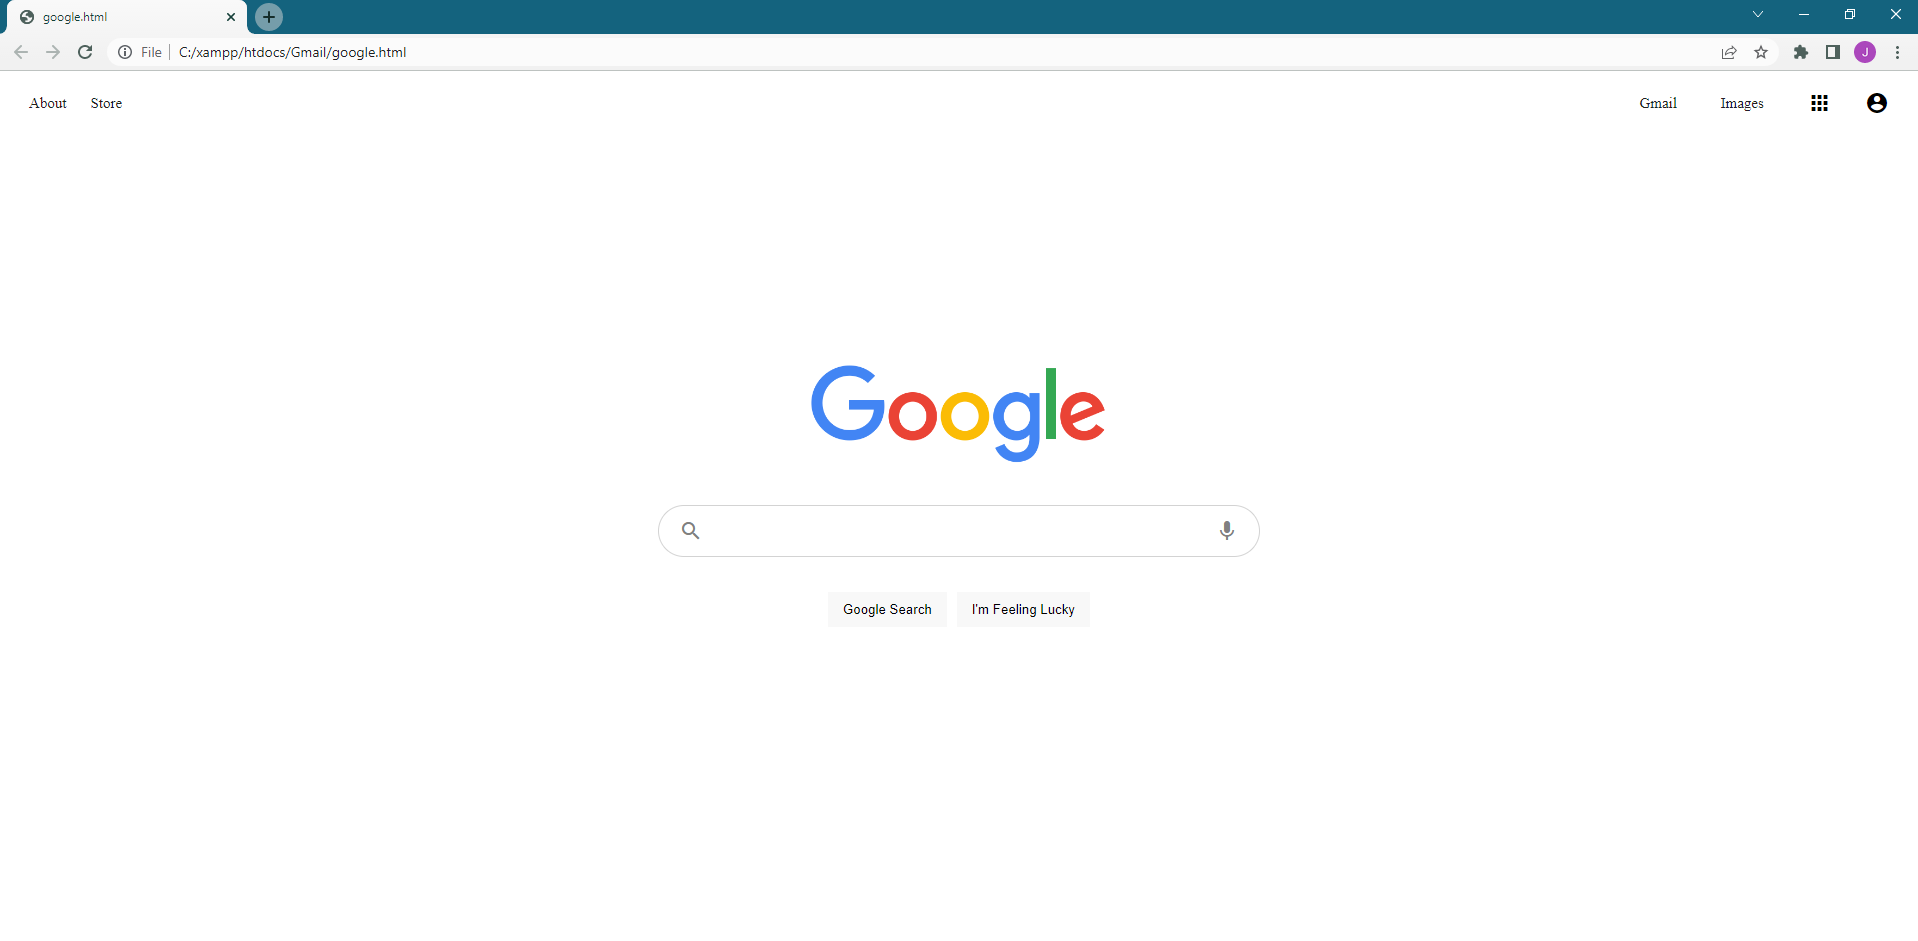 google.html
File C:/xampp/htdocs/Gmail/google.html
J
About Store Gmail Images
Google
Google Search I'm Feeling Lucky